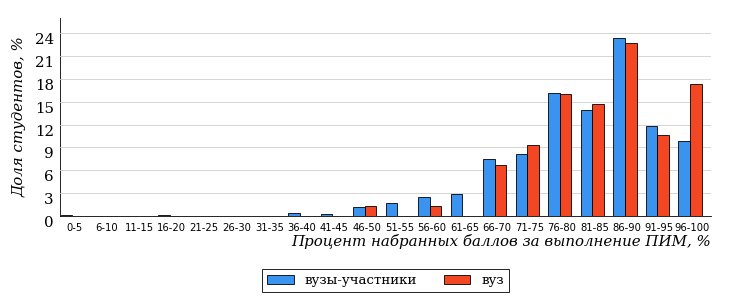 Доля студентов, %
24
21
18
15
12
9
6
3
0
0-5 6-10 11-15 16-20 21-25 26-30 31-35 36-40 41-45 46-50 51-55 56-60 61-65 66-70 71-75 76-80 81-85 86-90 91-95 96-100
Процент набранных баллов за выполнение ПИМ, %
вузы-участники вуз